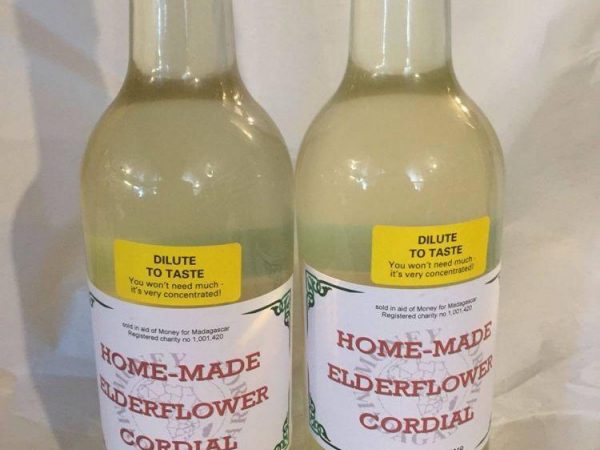 DILUTE
TO TASTE
You won't need much -
it's very concentrated!
sold in aid of Money for Madagascar
Registered charity no 1,001,420
HOME-MADE
ELDERFLOWER
CORDIAL
DILUTE
TO TASTE
You won't need much -
it's very concentrated!
sold in aid of Money for Madagascar
Registered charity no 1,001,420
HOME-MADE
ELDERFLOWER
CORDIAL